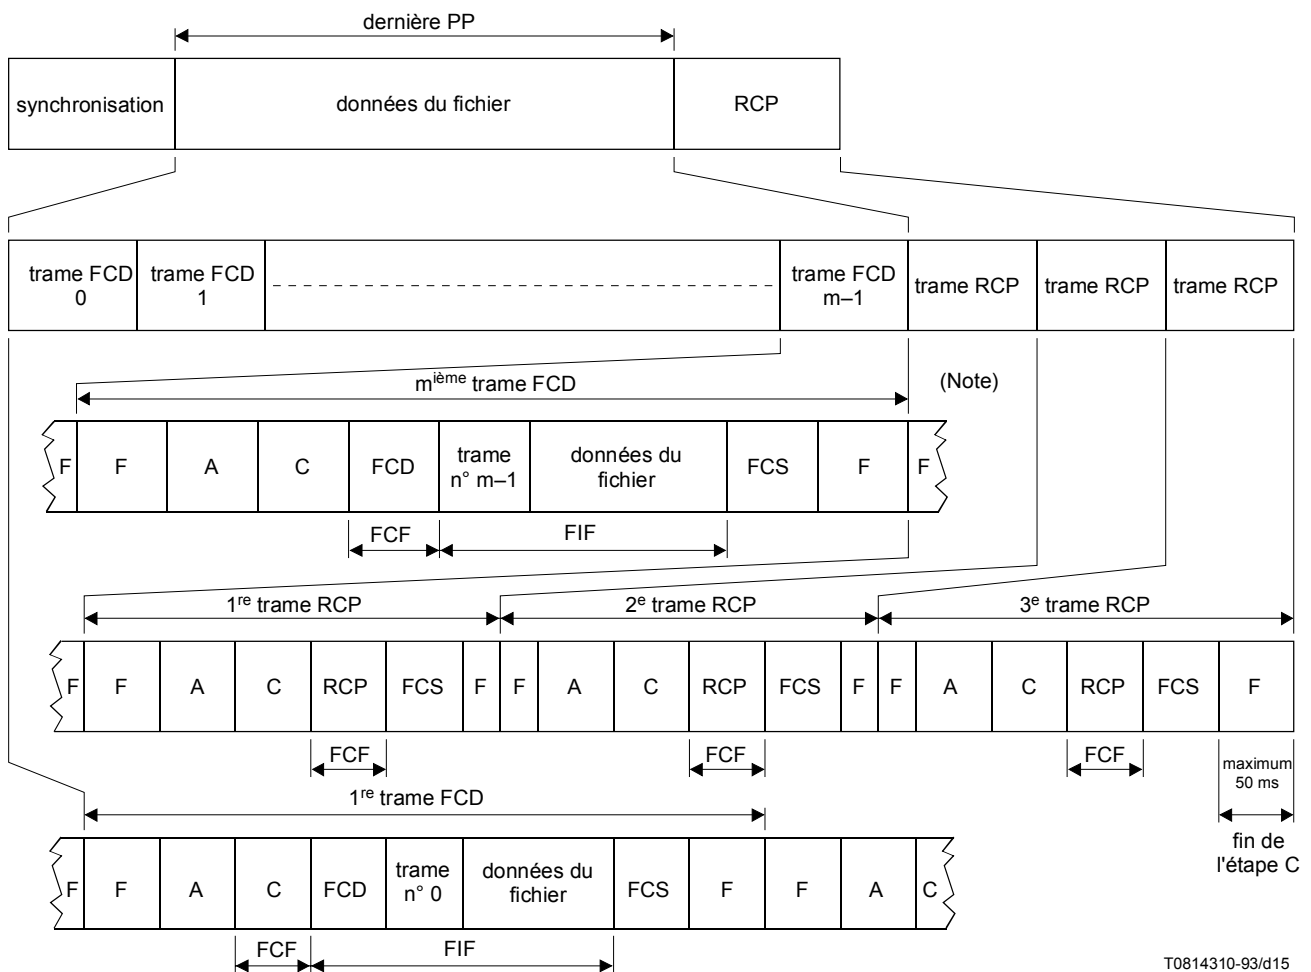 dernière PP
synchronisation données du fichier RCP
trame FCD 0 trame FCD 1 trame FCD m–1 trame RCP trame RCP trame RCP
mième trame FCD (Note)
F F A C FCD trame n° m–1 données du fichier FCS F F
FCF FIF
1re trame RCP 2e trame RCP 3e trame RCP
F F A C RCP FCS F F A C RCP FCS F F A C RCP FCS F
FCF FCF FCF maximum 50 ms
1re trame FCD
fin de l'étape C
F F A C FCD trame n° 0 données du fichier FCS F F A C
FCF FIF
T0814310-93/d15